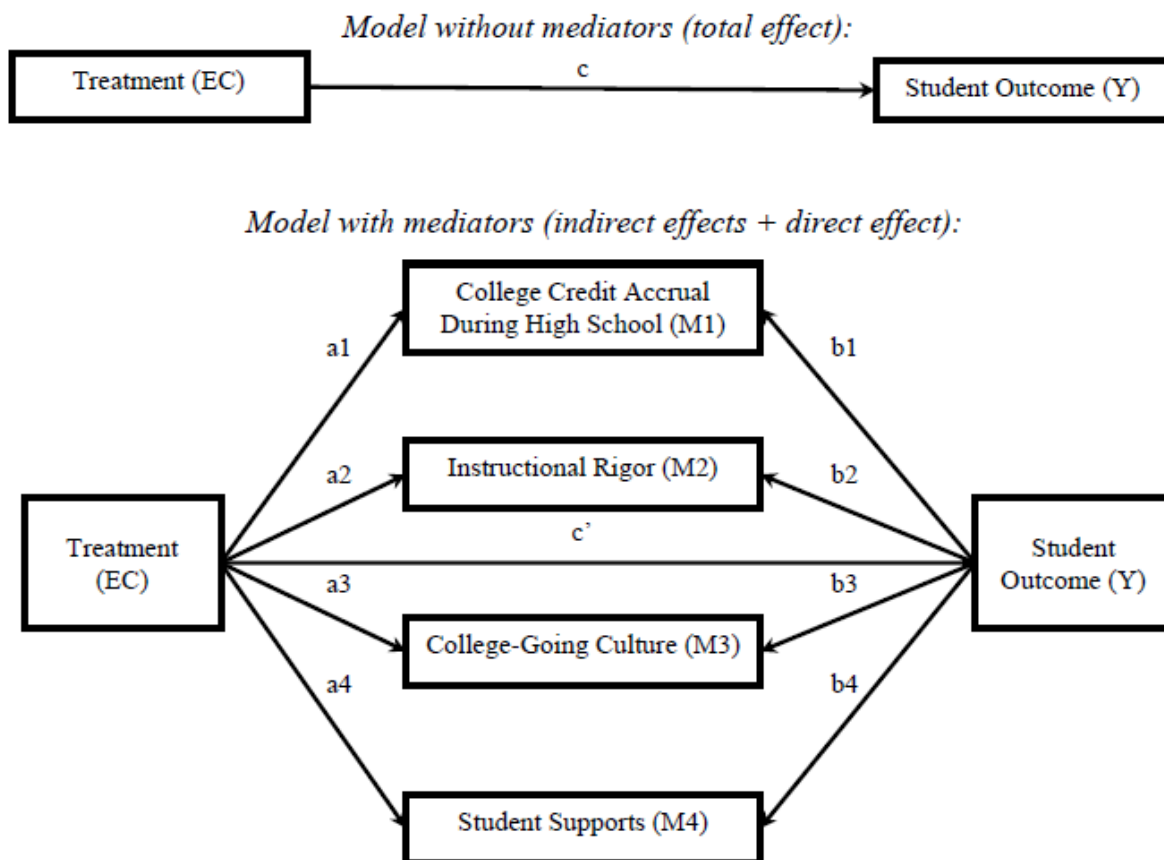 Model without mediators (total effect):
c
Treatment (EC)
Student Outcome (Y)
Model with mediators (indirect effects + direct effect):
College Credit Accrual
During High School (M1)
a1
b1
Instructional Rigor (M2)
a2
b2
c’
Treatment
(EC)
Student
Outcome (Y)
a3
b3
College-Going Culture (M3)
a4
b4
Student Supports (M4)